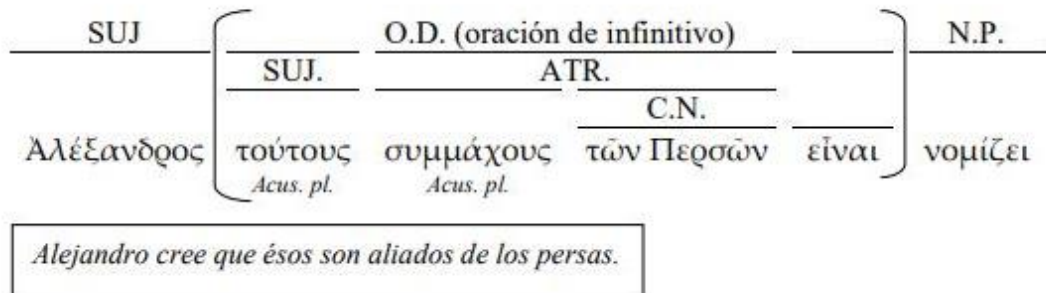 SUJ O.D. (oración de infinitivo) N.P.
SUJ. ATR.
C.N.
Ἀλέξανδρος τούτους συμμάχους τῶν Περσῶν εἶναι νομίζει
Acus. pl. Acus. pl.
Alejandro cree que ésos son aliados de los persas.